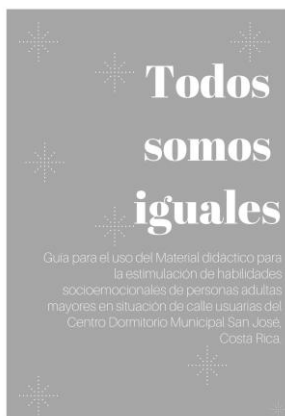 Todos
somos
iguales
Guia para el uso del Material didáctico para
la estimulación de habilidades
socioemocionales de personas adultas
mayores en situación de calle usuarias del
Centro Dormitorio Municipal San José,
Costa Rica.